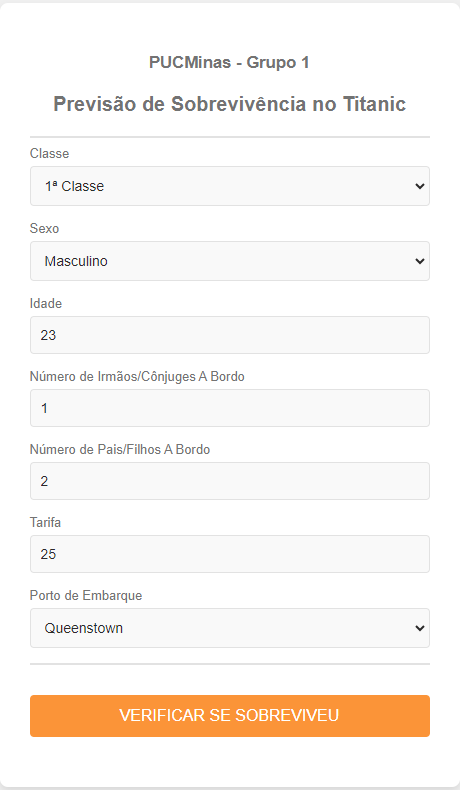 PUCMinas - Grupo 1
Previsão de Sobrevivência no Titanic
Classe
1ª Classe
Sexo
Masculino
Idade
23
Número de Irmãos/Cônjuges A Bordo
1
Número de Pais/Filhos A Bordo
2
Tarifa
25
Porto de Embarque
Queenstown
VERIFICAR SE SOBREVIVEU